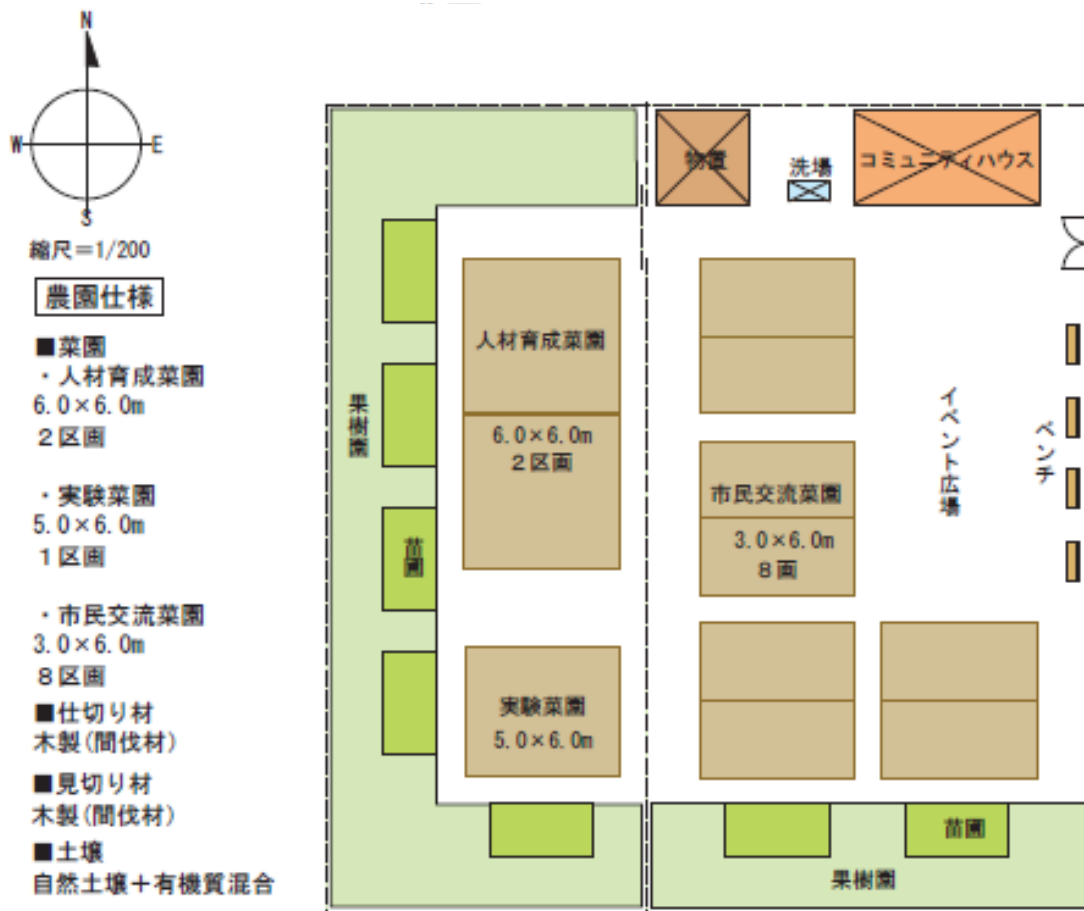 N
W
E
S
縮尺=1/200
農園仕様
■菜園
・人材育成菜園
6.0×6.0m
2区画
・実験菜園
5.0×6.0m
1区画
・市民交流菜園
3.0×6.0m
8区画
■仕切り材
木製(間伐材)
■見切り材
木製(間伐材)
■土壌
自然土壌+有機質混合
物置
洗場
コミュニティハウス
人材育成菜園
6.0×6.0m
2区画
果樹園
苗圃
実験菜園
5.0×6.0m
市民交流菜園
3.0×6.0m
8画
イベント広場
ベンチ
苗圃
果樹園